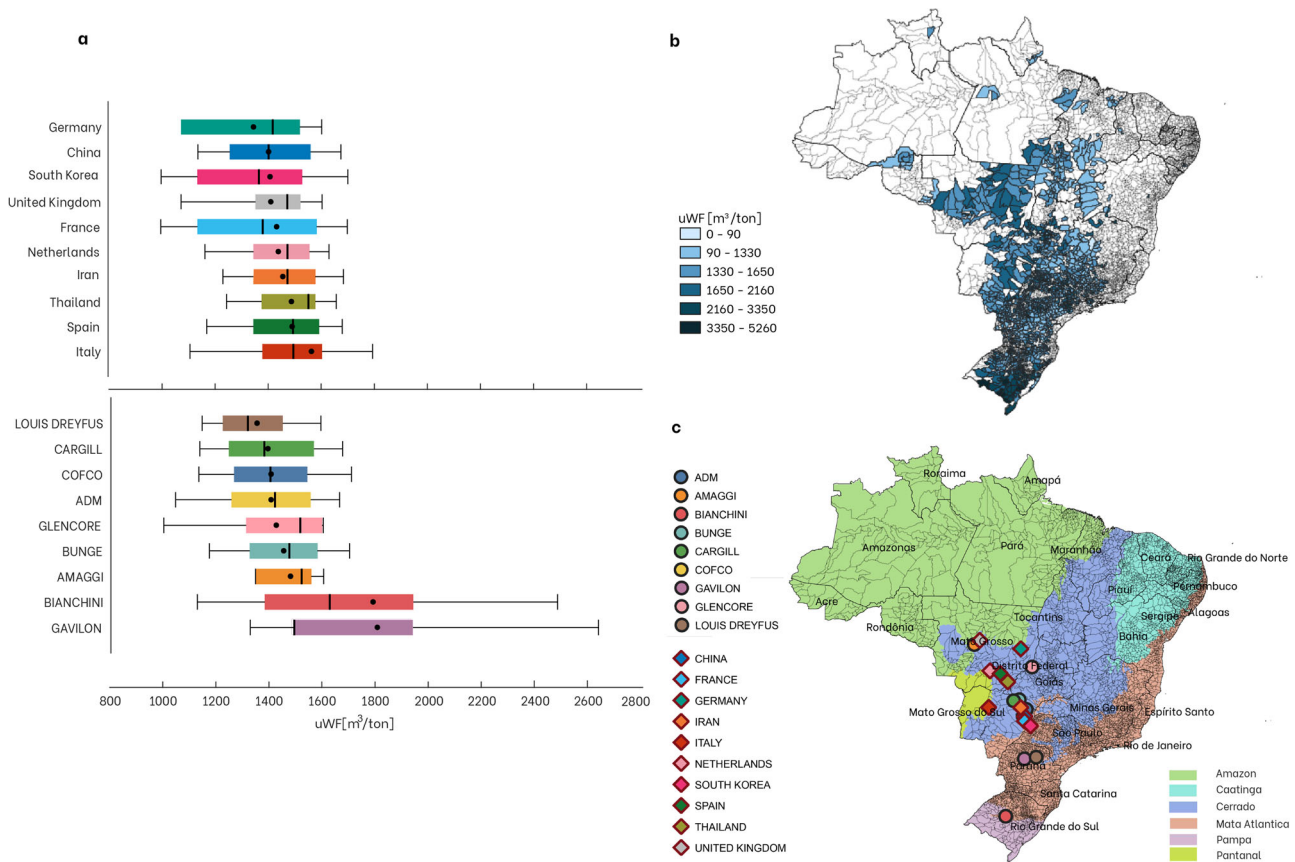 a
Germany
China
South Korea
United Kingdom
France
Netherlands
Iran
Thailand
Spain
Italy
LOUIS DREYFUS
CARGILL
COFCO
ADM
GLENCORE
BUNGE
AMAGGI
BIANCHINI
GAVILON
800 1000 1200 1400 1600 1800 2000 2200 2400 2600 2800
uWF[m³/ton]
b
uWF [m³/ton]
0 – 90
90 – 1330
1330 – 1650
1650 – 2160
2160 – 3350
3350 – 5260
c
ADM
AMAGGI
BIANCHINI
BUNGE
CARGILL
COFCO
GAVILON
GLENCORE
LOUIS DREYFUS
CHINA
FRANCE
GERMANY
IRAN
ITALY
NETHERLANDS
SOUTH KOREA
SPAIN
THAILAND
UNITED KINGDOM
Roraima
Amapá
Amazonas
Pará
Maranhão
Ceará
Rio Grande do Norte
Pernambuco
Piauí
Acre
Alagoas
Sergipe
Rondônia
Tocantins
Bahia
Mato Grosso
Distrito Federal
Goiás
Mato Grosso do Sul
Minas Gerais
Espírito Santo
São Paulo
Rio de Janeiro
Paraná
Santa Catarina
Rio Grande do Sul
Amazon
Caatinga
Cerrado
Mata Atlantica
Pampa
Pantanal